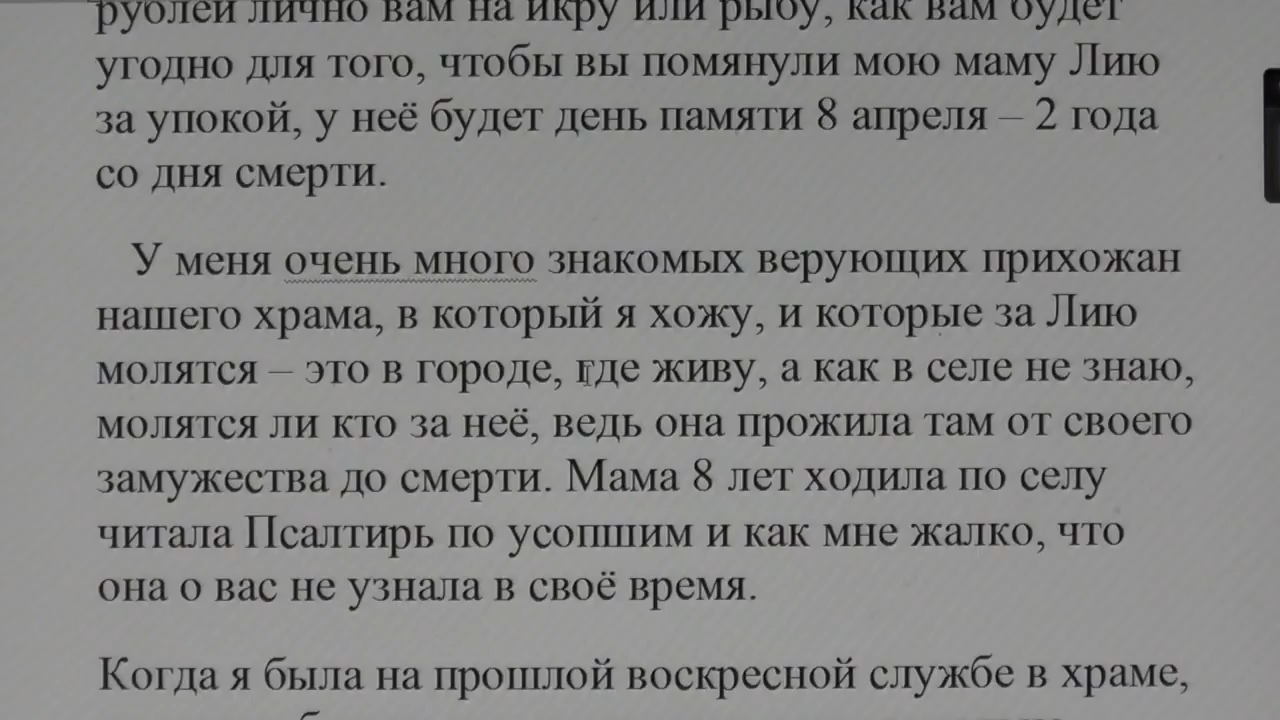 рублей лично вам на икру или рыбу, как вам будет
угодно для того, чтобы вы помянули мою маму Лию
за упокой, у неё будет день памяти 8 апреля – 2 года
со дня смерти.
У меня очень много знакомых верующих прихожан
нашего храма, в который я хожу, и которые за Лию
молятся – это в городе, где живу, а как в селе не знаю,
молятся ли кто за неё, ведь она прожила там от своего
замужества до смерти. Мама 8 лет ходила по селу
читала Псалтирь по усопшим и как мне жалко, что
она о вас не узнала в своё время.
Когда я была на прошлой воскресной службе в храме,